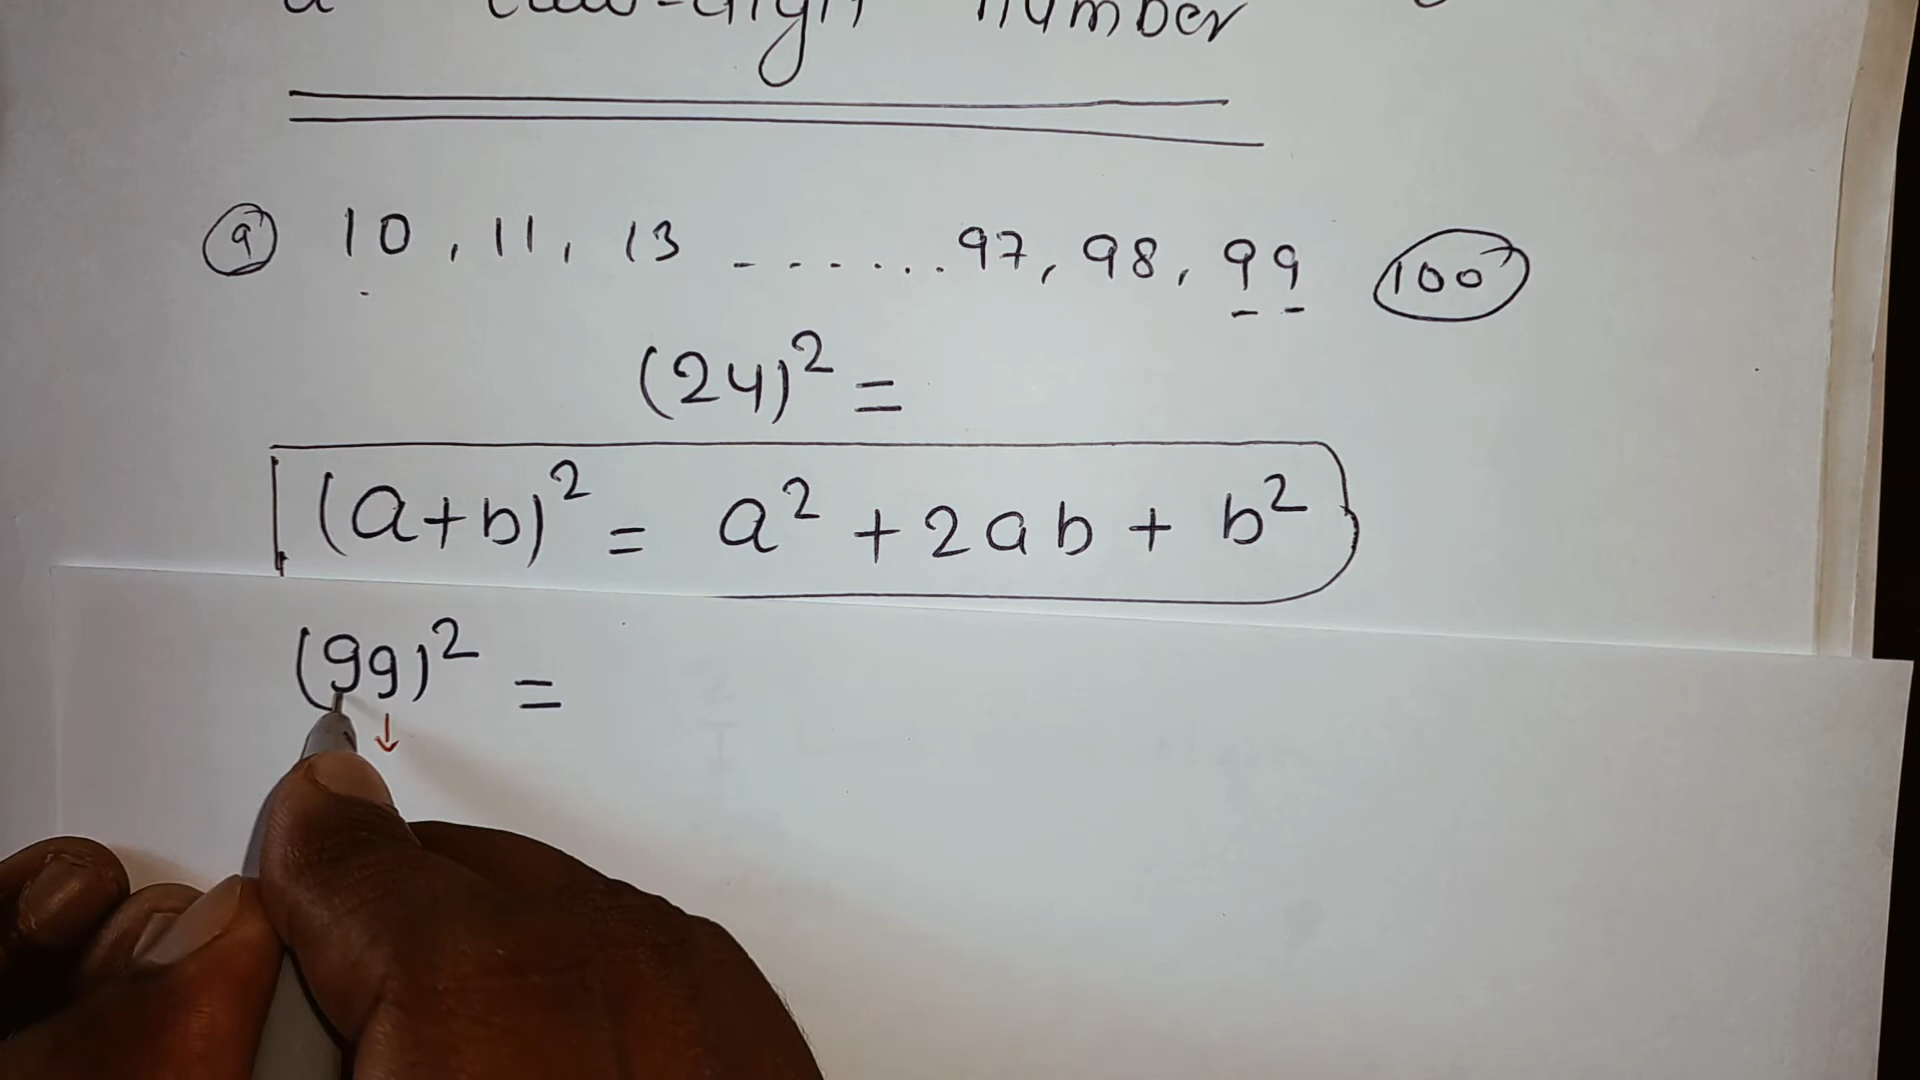 number
9 10, 11, 13 - - - . . . . 97, 98, 99 100
(24)² =
(a+b)² = a² + 2ab + b²
(99)² =